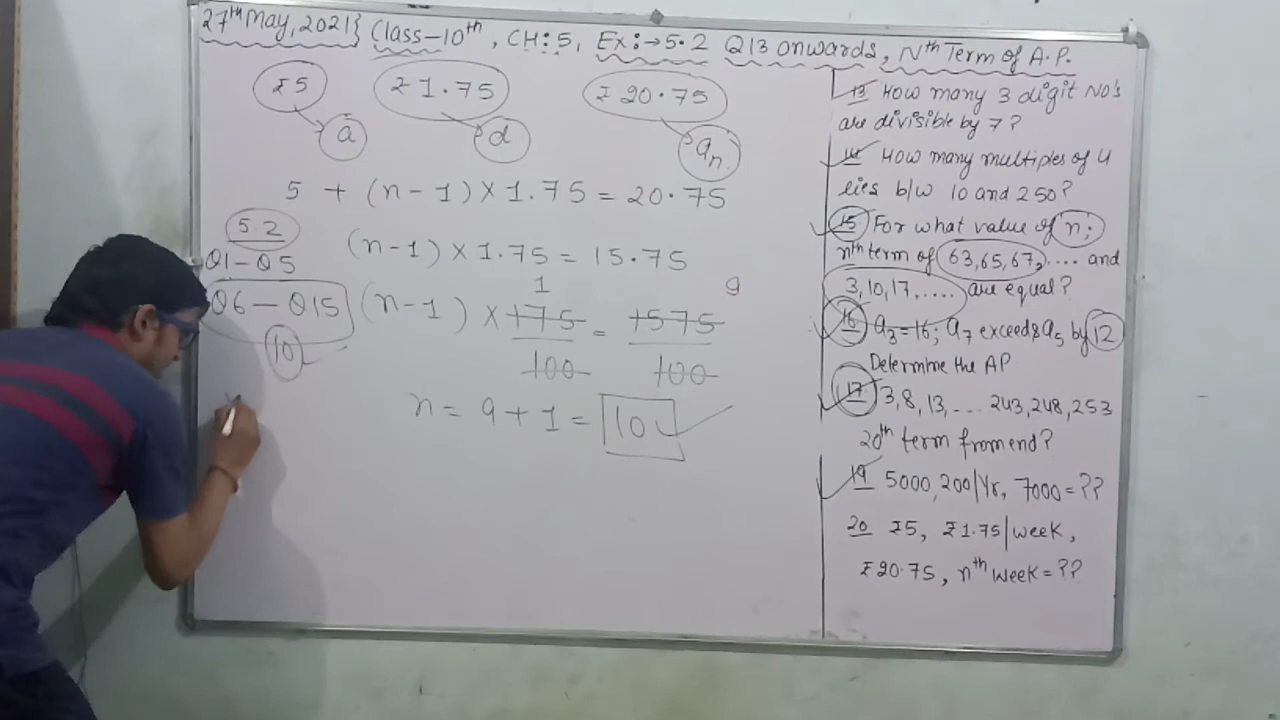 27th May, 2021} Class-10th, CH: 5, Ex:→5.2 Q13 onwards, Nth Term of A.P.
₹5 ₹1.75 ₹20.75
a d an
5 + (n-1) × 1.75 = 20.75
5.2
(n-1) × 1.75 = 15.75
Q1-Q5
1 9
Q6-Q15
(n-1) × 175/100 = 1575/100
10
n = 9+1 = 10
13 How many 3 digit No's
are divisible by 7?
14 How many multiples of 4
lies b/w 10 and 250?
15 For what value of n;
nth term of 63,65,67,.... and
3,10,17,.... are equal?
16 a3=16; a7 exceeds a5 by 12
Determine the AP
17 3,8,13,... 243,248,253
20th term from end?
19 5000,200/Yr, 7000=??
20 ₹5, ₹1.75/week,
₹20.75, nth week=??